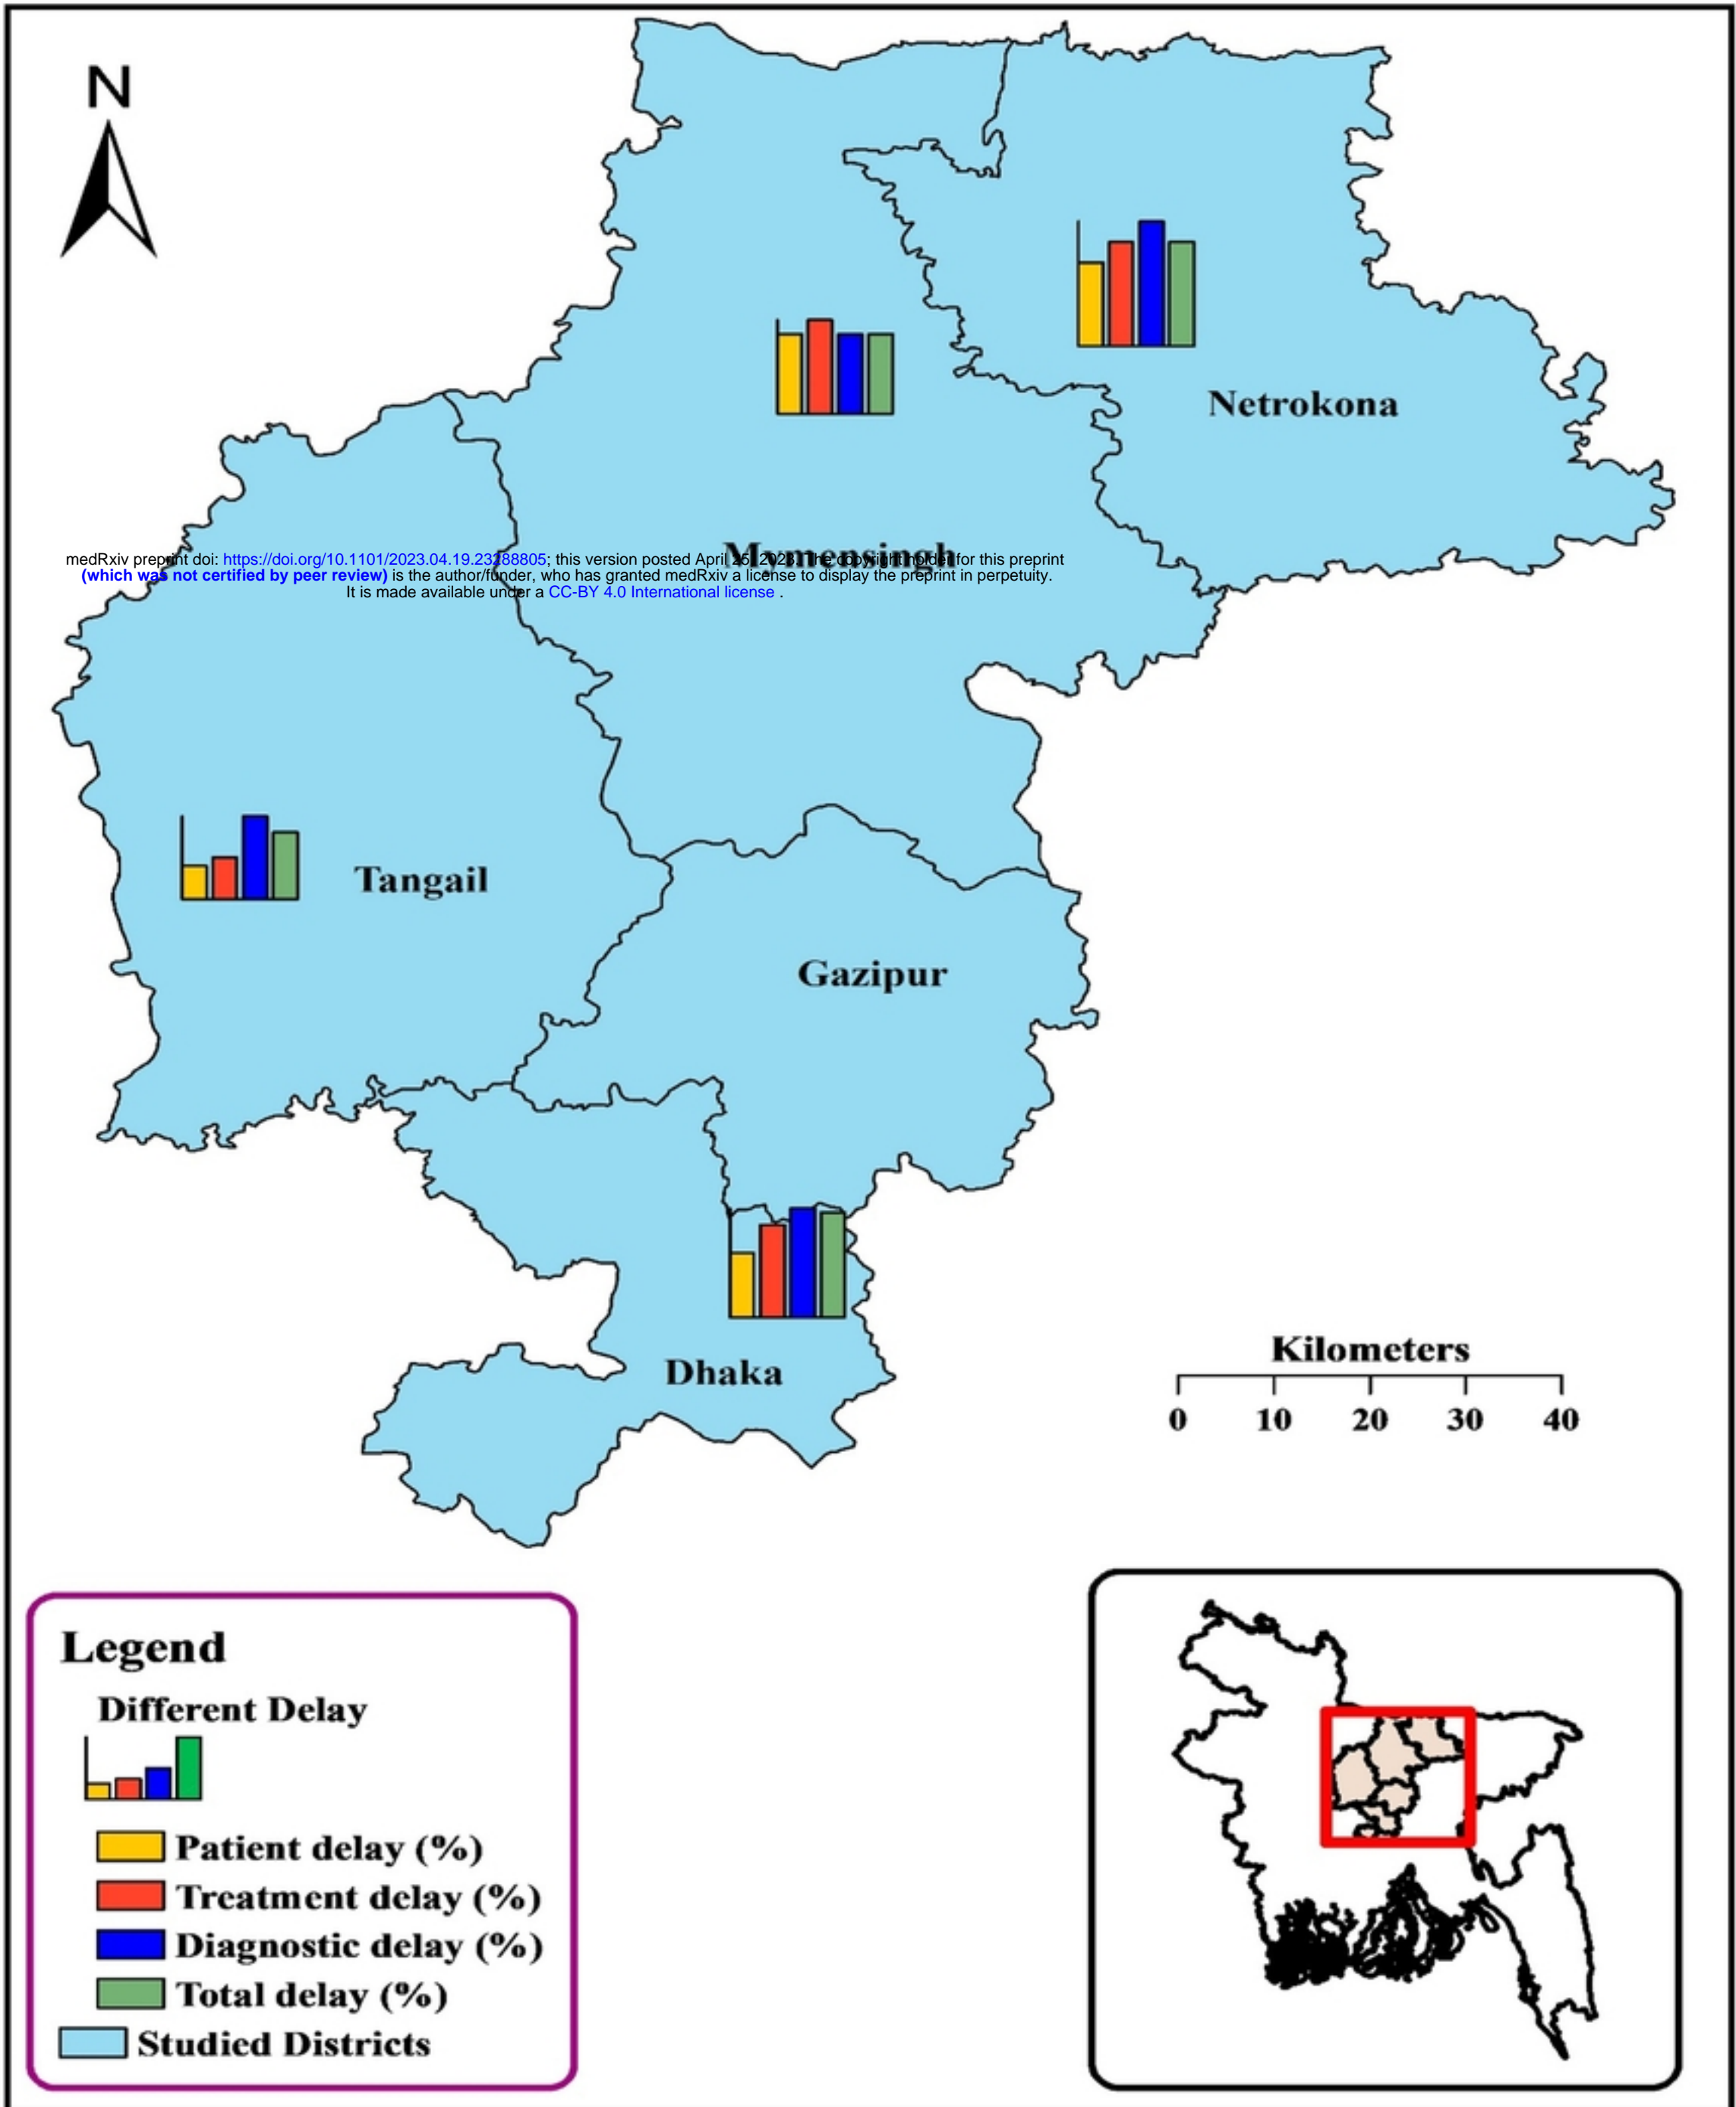 N
Netrokona
Mymensingh
medRxiv preprint doi: https://doi.org/10.1101/2023.04.19.23288805; this version posted April 25, 2023. The copyright holder for this preprint
(which was not certified by peer review) is the author/funder, who has granted medRxiv a license to display the preprint in perpetuity.
It is made available under a CC-BY 4.0 International license .
Tangail
Gazipur
Dhaka
Kilometers
0 10 20 30 40
Legend
Different Delay
Patient delay (%)
Treatment delay (%)
Diagnostic delay (%)
Total delay (%)
Studied Districts